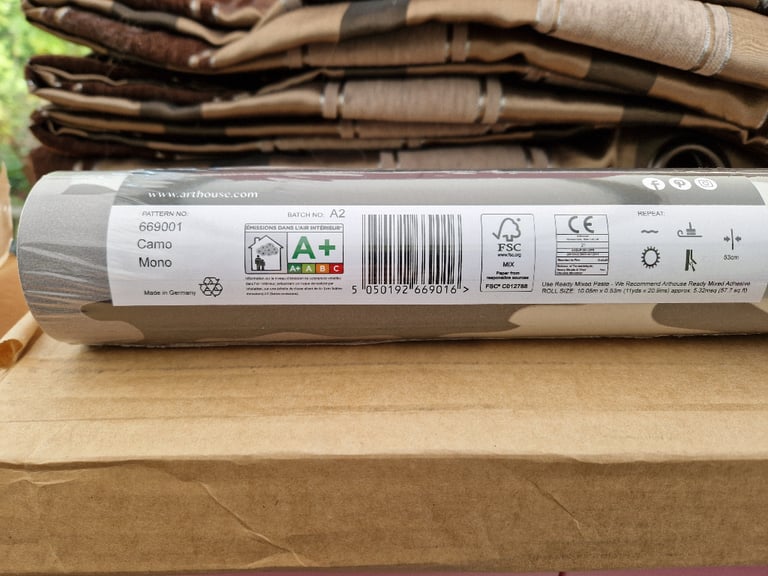 www.arthouse.com
PATTERN NO:
669001
Camo
Mono
Made in Germany
BATCH NO: A2
ÉMISSIONS DANS L'AIR INTÉRIEUR*
A+
A+ A B C
5 050192 669016 >
FSC
www.fsc.org
MIX
Paper from
responsible sources
FSC® C012788
CE
REPEAT:
53cm
Use Ready Mixed Paste - We Recommend Arthouse Ready Mixed Adhesive
ROLL SIZE: 10.05m x 0.53m (11yds x 20.9ins) approx. 5.32msq (57.7 sq ft)